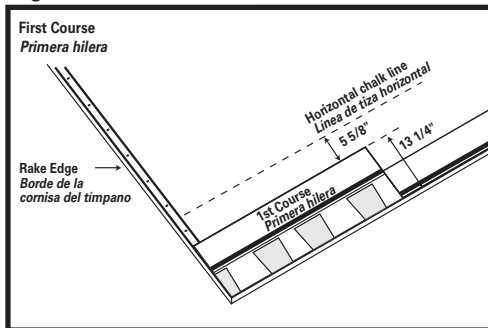 First Course
Primera hilera
Horizontal chalk line
Línea de tiza horizontal
5 5/8"
13 1/4"
Rake Edge
Borde de la
cornisa del tímpano
1st Course
Primera hilera